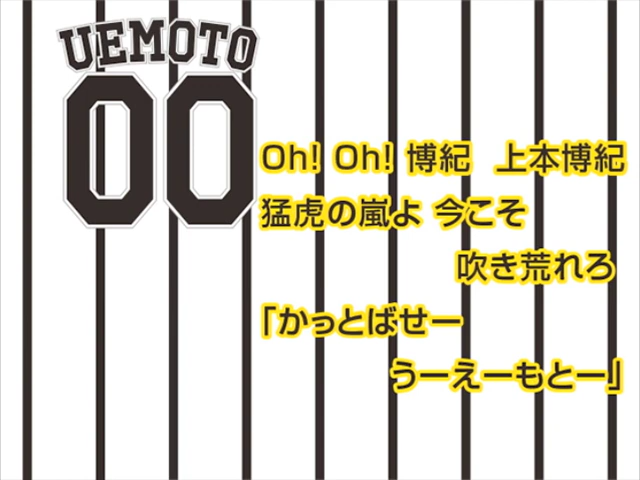 UEMOTO
00
Oh! Oh! 博紀 上本博紀
猛虎の嵐よ 今こそ
吹き荒れろ
「かっとばせー
うーえーもとー」